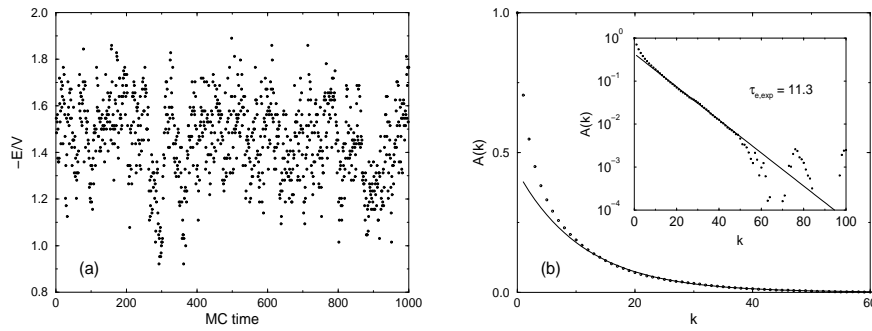 2.0
1.8
1.6
1.4
1.2
1.0
0.8
−E/V
0 200 400 600 800 1000
MC time
(a)
1.0
0.5
0.0
A(k)
0 20 40 60
k
(b)
10^0
10^−1
10^−2
10^−3
10^−4
A(k)
0 20 40 60 80 100
k
τ_e,exp = 11.3